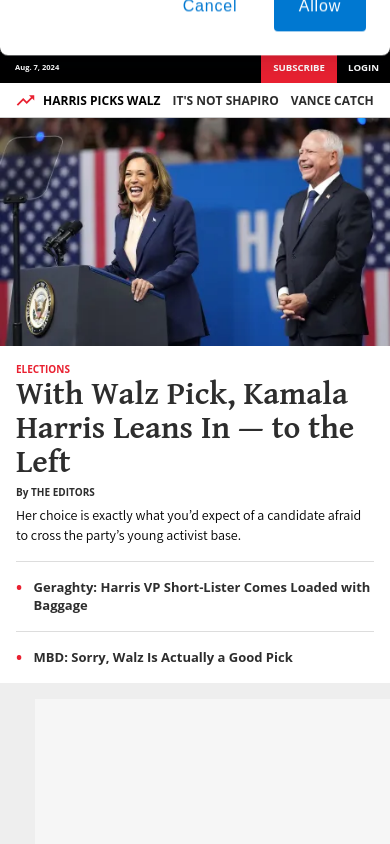 Cancel Allow
Aug. 7, 2024 SUBSCRIBE LOGIN
HARRIS PICKS WALZ IT'S NOT SHAPIRO VANCE CATCH
HA
ELECTIONS
With Walz Pick, Kamala
Harris Leans In — to the
Left
By THE EDITORS
Her choice is exactly what you’d expect of a candidate afraid
to cross the party’s young activist base.
Geraghty: Harris VP Short-Lister Comes Loaded with
Baggage
MBD: Sorry, Walz Is Actually a Good Pick